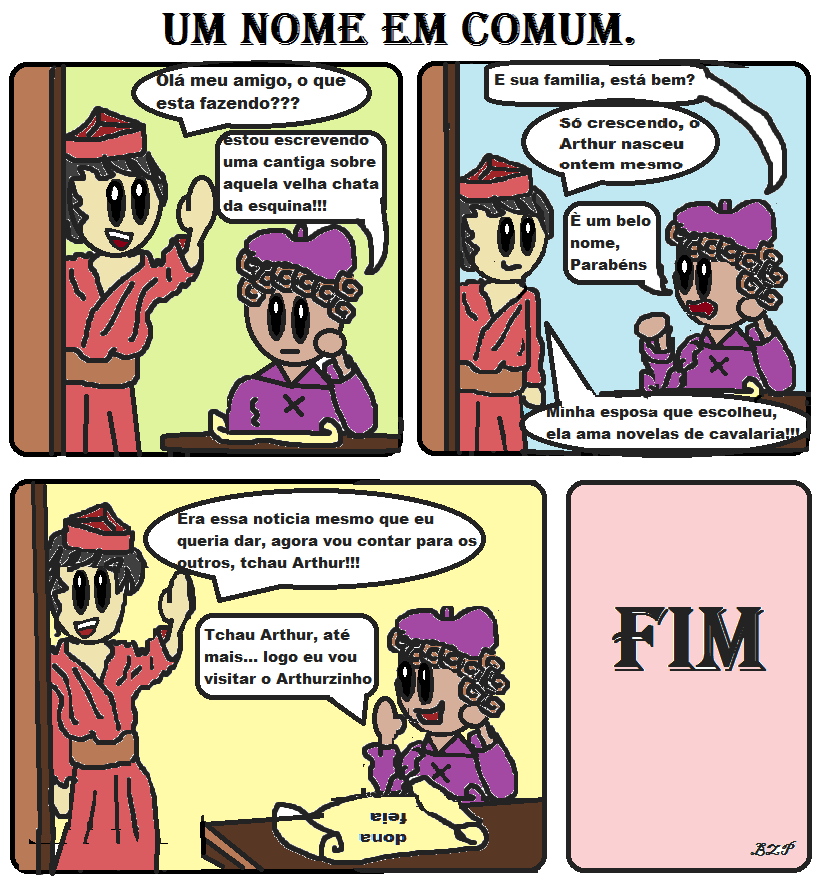 UM NOME EM COMUM.
Olá meu amigo, o que
esta fazendo???
estou escrevendo
uma cantiga sobre
aquela velha chata
da esquina!!!
E sua familia, está bem?
Só crescendo, o
Arthur nasceu
ontem mesmo
È um belo
nome,
Parabéns
Minha esposa que escolheu,
ela ama novelas de cavalaria!!!
Era essa noticia mesmo que eu
queria dar, agora vou contar para os
outros, tchau Arthur!!!
Tchau Arthur, até
mais... logo eu vou
visitar o Arthurzinho
dona
feia
FIM
BZP